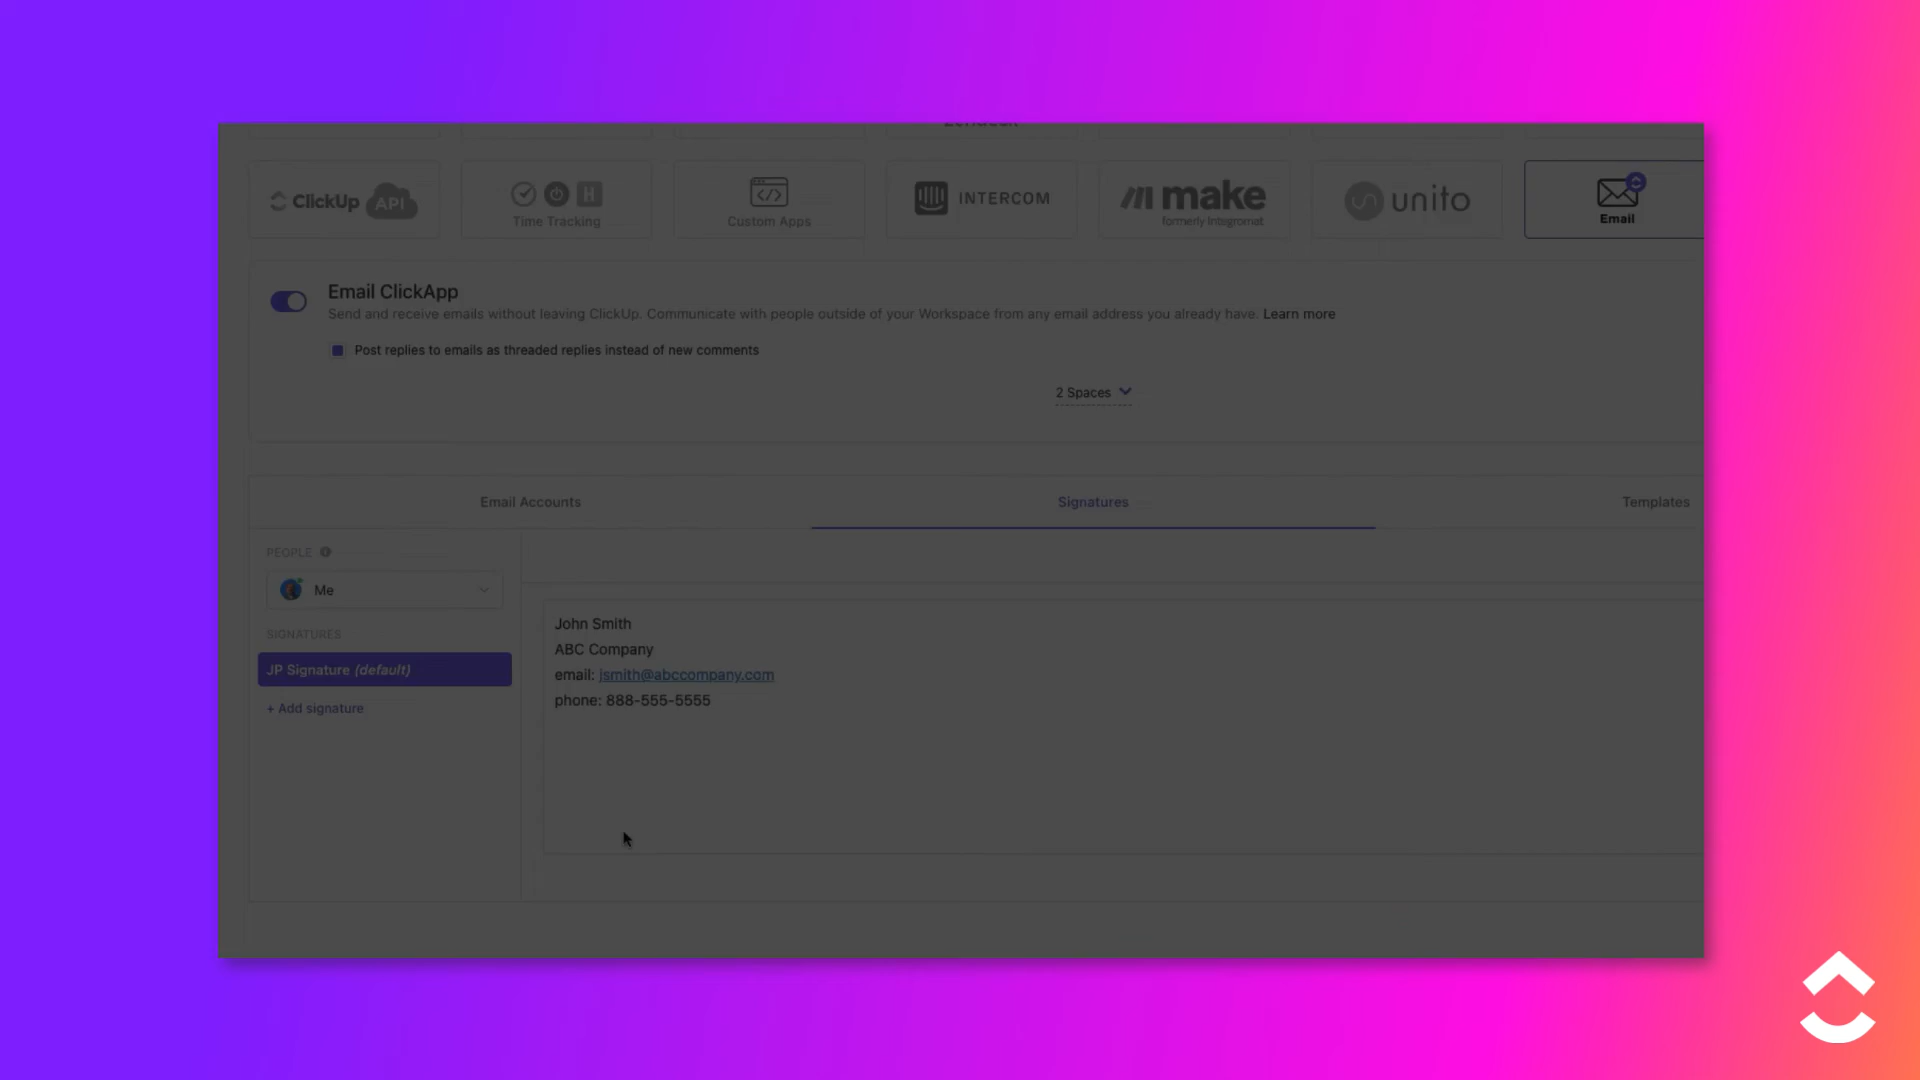 ClickUp API
Time Tracking
Custom Apps
INTERCOM
make
formerly Integromat
unito
Email
Email ClickApp
Send and receive emails without leaving ClickUp. Communicate with people outside of your Workspace from any email address you already have. Learn more
Post replies to emails as threaded replies instead of new comments
2 Spaces
Email Accounts
Signatures
Templates
PEOPLE
Me
SIGNATURES
JP Signature (default)
+ Add signature
John Smith
ABC Company
email: jsmith@abccompany.com
phone: 888-555-5555